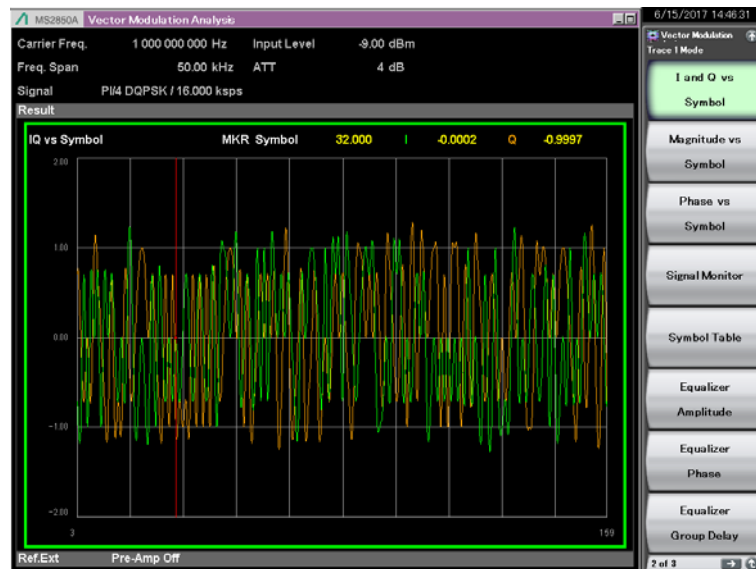 MS2850A Vector Modulation Analysis
6/15/2017 14:46:31
Carrier Freq. 1 000 000 000 Hz Input Level -9.00 dBm
Freq. Span 50.00 kHz ATT 4 dB
Signal PI/4 DQPSK / 16.000 ksps
Result
IQ vs Symbol MKR Symbol 32.000 I -0.0002 Q -0.9997
2.00
1.00
0.00
-1.00
-2.00
3 159
Ref.Ext Pre-Amp Off
Vector Modulation
Trace 1 Mode
I and Q vs
Symbol
Magnitude vs
Symbol
Phase vs
Symbol
Signal Monitor
Symbol Table
Equalizer
Amplitude
Equalizer
Phase
Equalizer
Group Delay
2 of 3